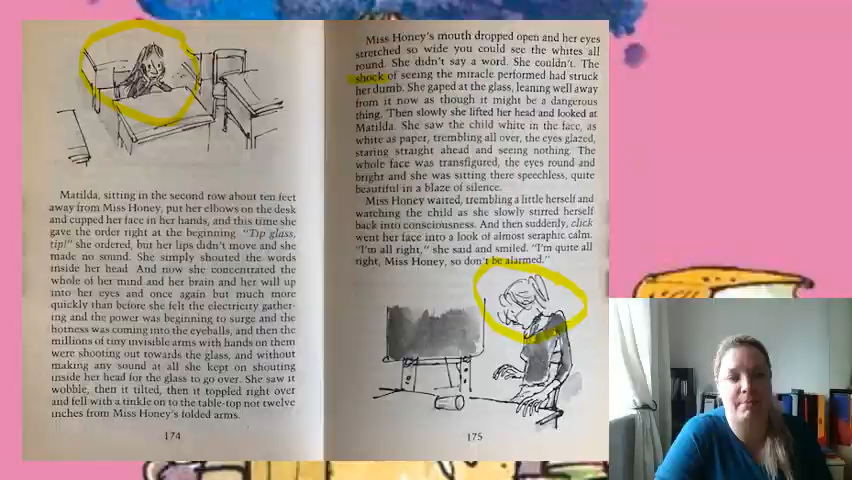 Matilda, sitting in the second row about ten feet
away from Miss Honey, put her elbows on the desk
and cupped her face in her hands, and this time she
gave the order right at the beginning "Tip glass,
tip!" she ordered, but her lips didn't move and she
made no sound. She simply shouted the words
inside her head. And now she concentrated the
whole of her mind and her brain and her will up
into her eyes and once again but much more
quickly than before she felt the electricity gather-
ing and the power was beginning to surge and the
hotness was coming into the eyeballs, and then the
millions of tiny invisible arms with hands on them
were shooting out towards the glass, and without
making any sound at all she kept on shouting
inside her head for the glass to go over. She saw it
wobble, then it tilted, then it toppled right over
and fell with a tinkle on to the table-top not twelve
inches from Miss Honey's folded arms.
174
Miss Honey's mouth dropped open and her eyes
stretched so wide you could see the whites all
round. She didn't say a word. She couldn't. The
shock of seeing the miracle performed had struck
her dumb. She gaped at the glass, leaning well away
from it now as though it might be a dangerous
thing. Then slowly she lifted her head and looked at
Matilda. She saw the child white in the face, as
white as paper, trembling all over, the eyes glazed,
staring straight ahead and seeing nothing. The
whole face was transfigured, the eyes round and
bright and she was sitting there speechless, quite
beautiful in a blaze of silence.
Miss Honey waited, trembling a little herself and
watching the child as she slowly stirred herself
back into consciousness. And then suddenly, click
went her face into a look of almost seraphic calm.
"I'm all right," she said and smiled. "I'm quite all
right, Miss Honey, so don't be alarmed."
175